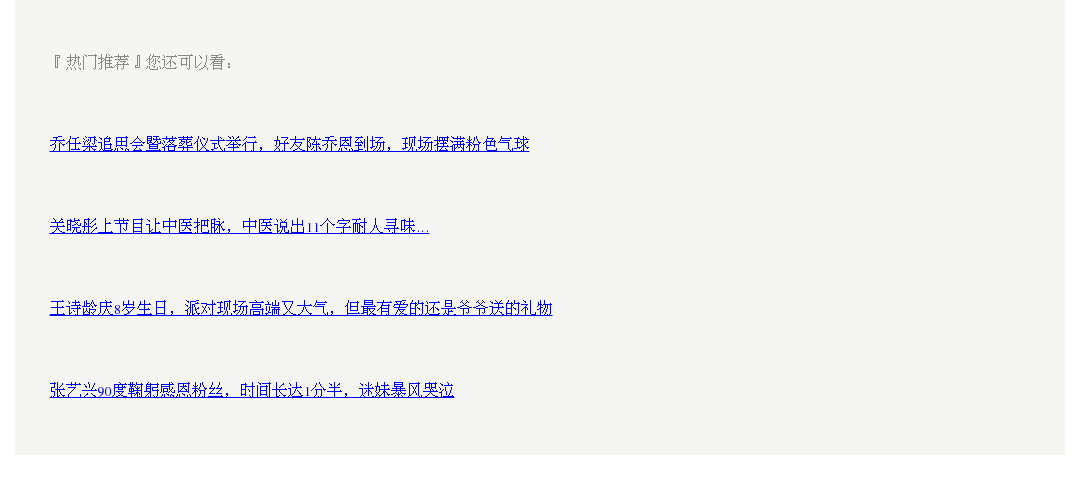 『热门推荐』您还可以看：
乔任梁追思会暨落葬仪式举行，好友陈乔恩到场，现场摆满粉色气球
关晓彤上节目让中医把脉，中医说出11个字耐人寻味...
王诗龄庆8岁生日，派对现场高端又大气，但最有爱的还是爷爷送的礼物
张艺兴90度鞠躬感恩粉丝，时间长达1分半，迷妹暴风哭泣